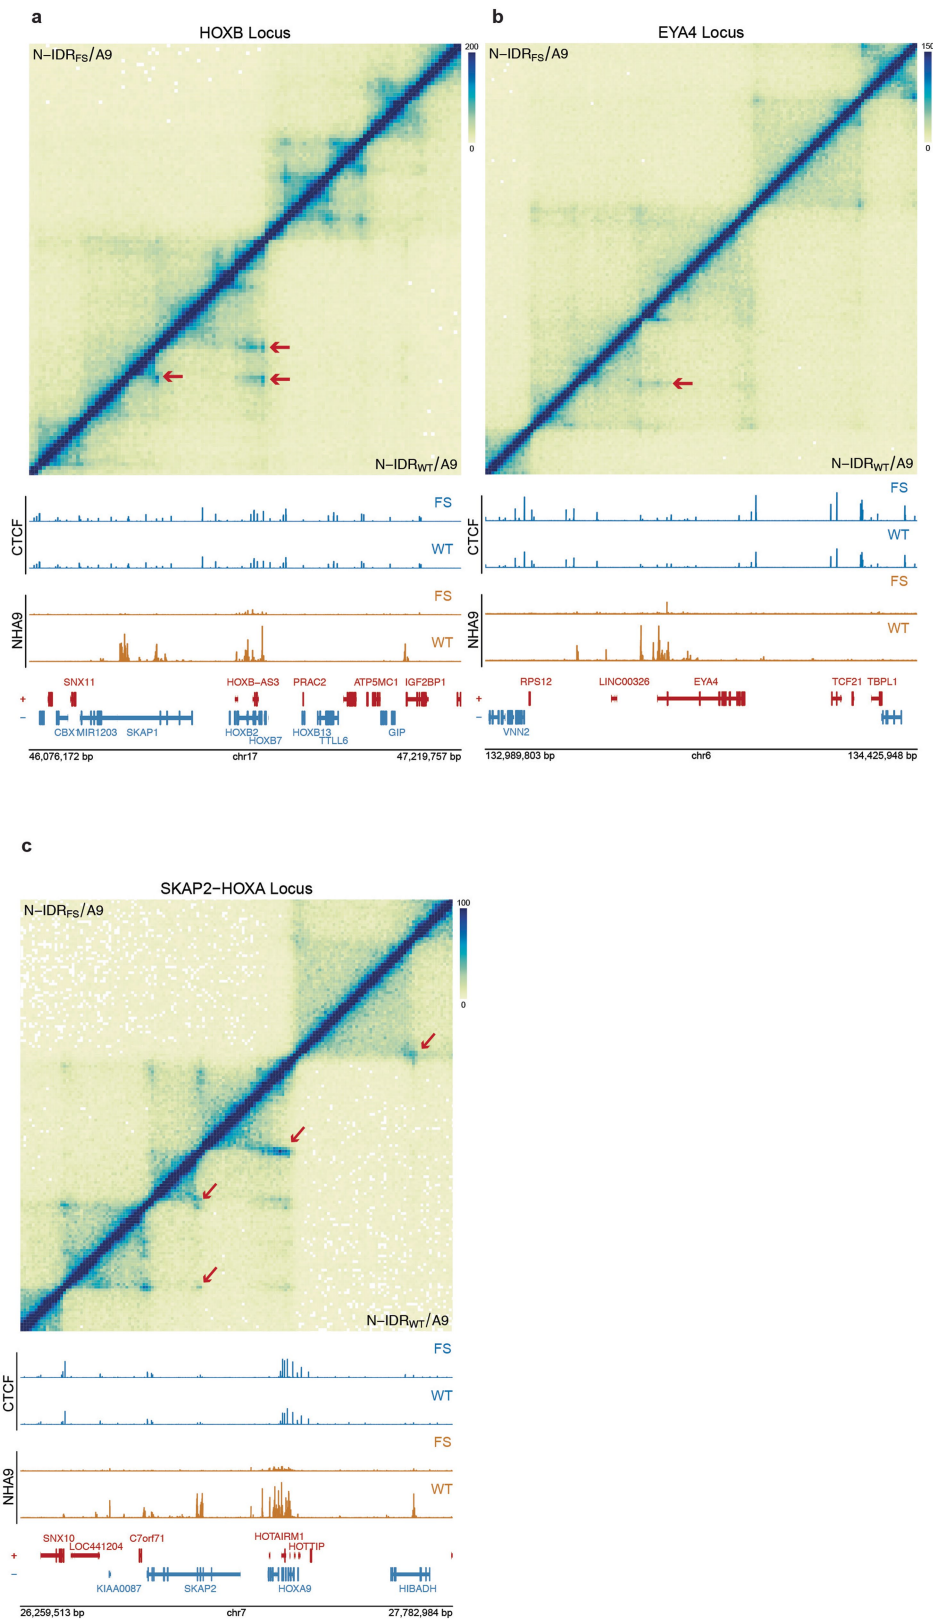 a
HOXB Locus
N−IDRFS/A9
200
0
N−IDRWT/A9
CTCF
FS
WT
NHA9
FS
WT
SNX11 HOXB−AS3 PRAC2 ATP5MC1 IGF2BP1
+
−
CBX MIR1203 SKAP1 HOXB2 HOXB13 GIP
HOXB7 TTLL6
46,076,172 bp chr17 47,219,757 bp
b
EYA4 Locus
N−IDRFS/A9
150
0
N−IDRWT/A9
CTCF
FS
WT
NHA9
FS
WT
RPS12 LINC00326 EYA4 TCF21 TBPL1
+
−
VNN2
132,989,803 bp chr6 134,425,948 bp
c
SKAP2−HOXA Locus
N−IDRFS/A9
100
0
N−IDRWT/A9
CTCF
FS
WT
NHA9
FS
WT
SNX10 C7orf71 HOTAIRM1
LOC441204 HOTTIP
+
−
KIAA0087 SKAP2 HOXA9 HIBADH
26,259,513 bp chr7 27,782,984 bp